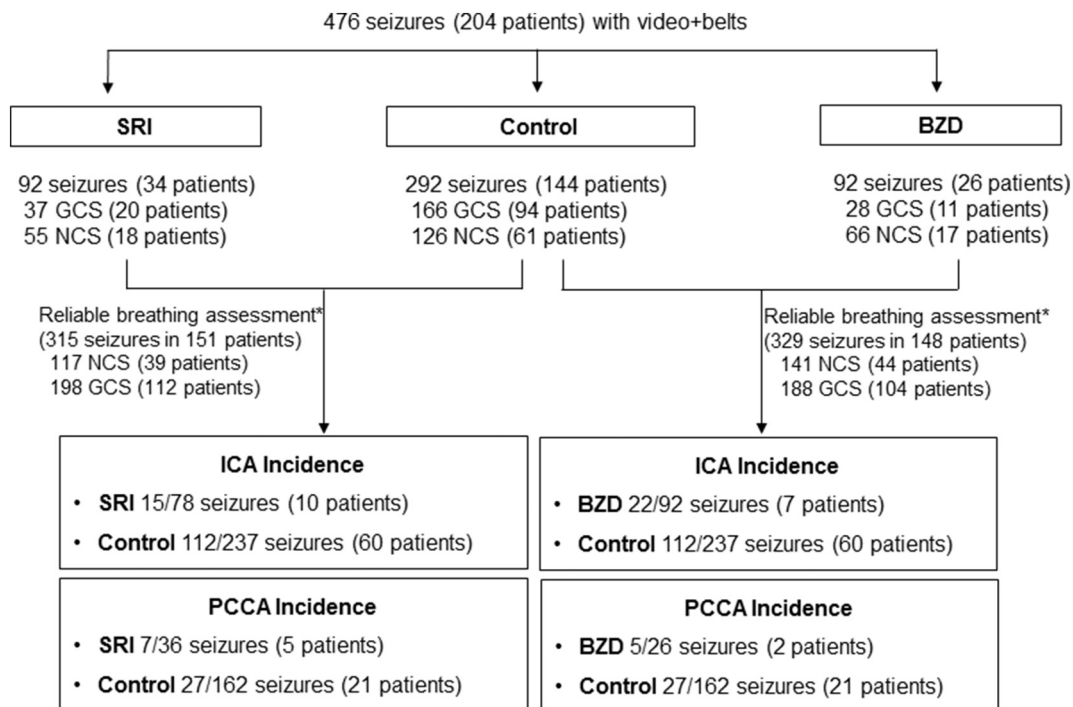 476 seizures (204 patients) with video+belts
SRI
Control
BZD
92 seizures (34 patients)
37 GCS (20 patients)
55 NCS (18 patients)
292 seizures (144 patients)
166 GCS (94 patients)
126 NCS (61 patients)
92 seizures (26 patients)
28 GCS (11 patients)
66 NCS (17 patients)
Reliable breathing assessment*
(315 seizures in 151 patients)
117 NCS (39 patients)
198 GCS (112 patients)
Reliable breathing assessment*
(329 seizures in 148 patients)
141 NCS (44 patients)
188 GCS (104 patients)
ICA Incidence
• SRI 15/78 seizures (10 patients)
• Control 112/237 seizures (60 patients)
ICA Incidence
• BZD 22/92 seizures (7 patients)
• Control 112/237 seizures (60 patients)
PCCA Incidence
• SRI 7/36 seizures (5 patients)
• Control 27/162 seizures (21 patients)
PCCA Incidence
• BZD 5/26 seizures (2 patients)
• Control 27/162 seizures (21 patients)